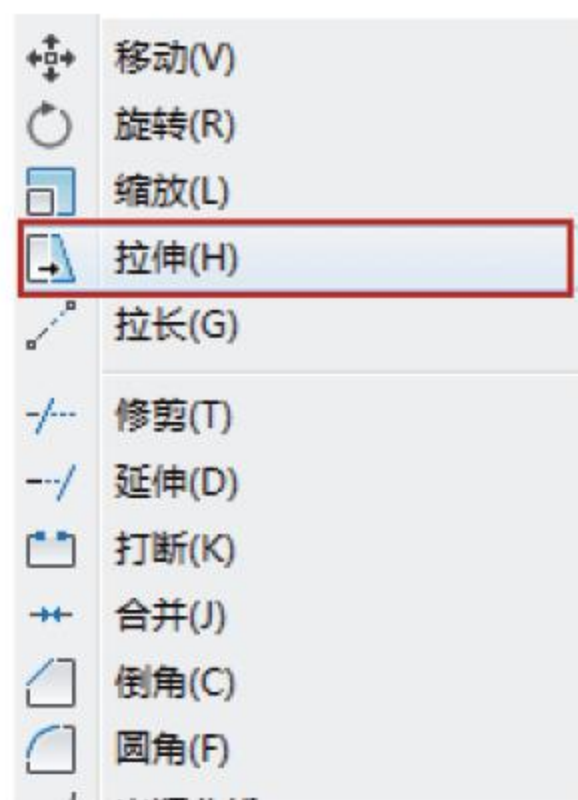 移动(V)
旋转(R)
缩放(L)
拉伸(H)
拉长(G)
修剪(T)
延伸(D)
打断(K)
合并(J)
倒角(C)
圆角(F)